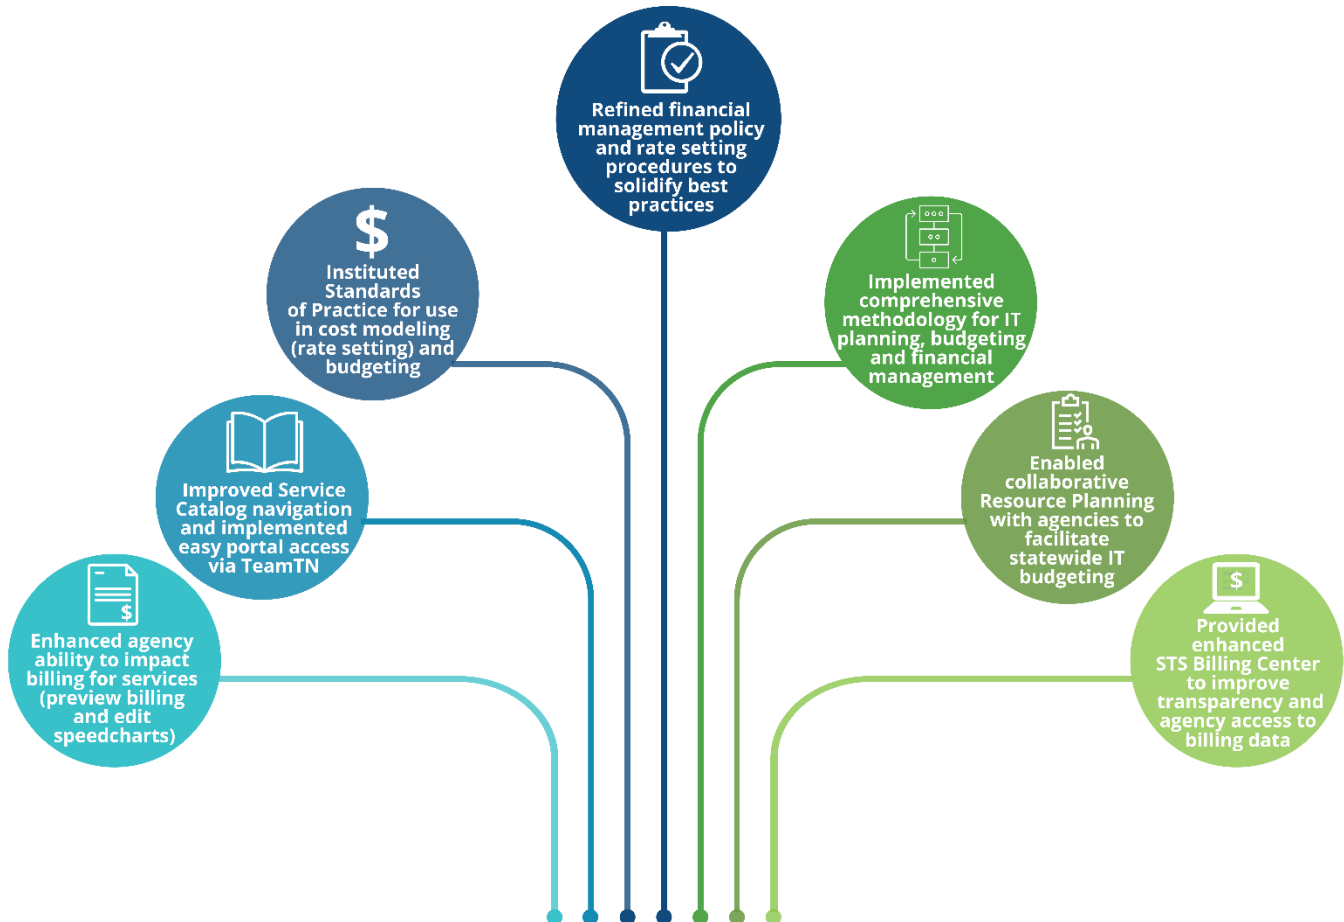 Refined financial
management policy
and rate setting
procedures to
solidify best
practices
$
Instituted
Standards
of Practice for use
in cost modeling
(rate setting) and
budgeting
Implemented
comprehensive
methodology for IT
planning, budgeting
and financial
management
Improved Service
Catalog navigation
and implemented
easy portal access
via TeamTN
Enabled
collaborative
Resource Planning
with agencies to
facilitate
statewide IT
budgeting
$
Enhanced agency
ability to impact
billing for services
(preview billing
and edit
speedcharts)
$
Provided
enhanced
STS Billing Center
to improve
transparency and
agency access to
billing data